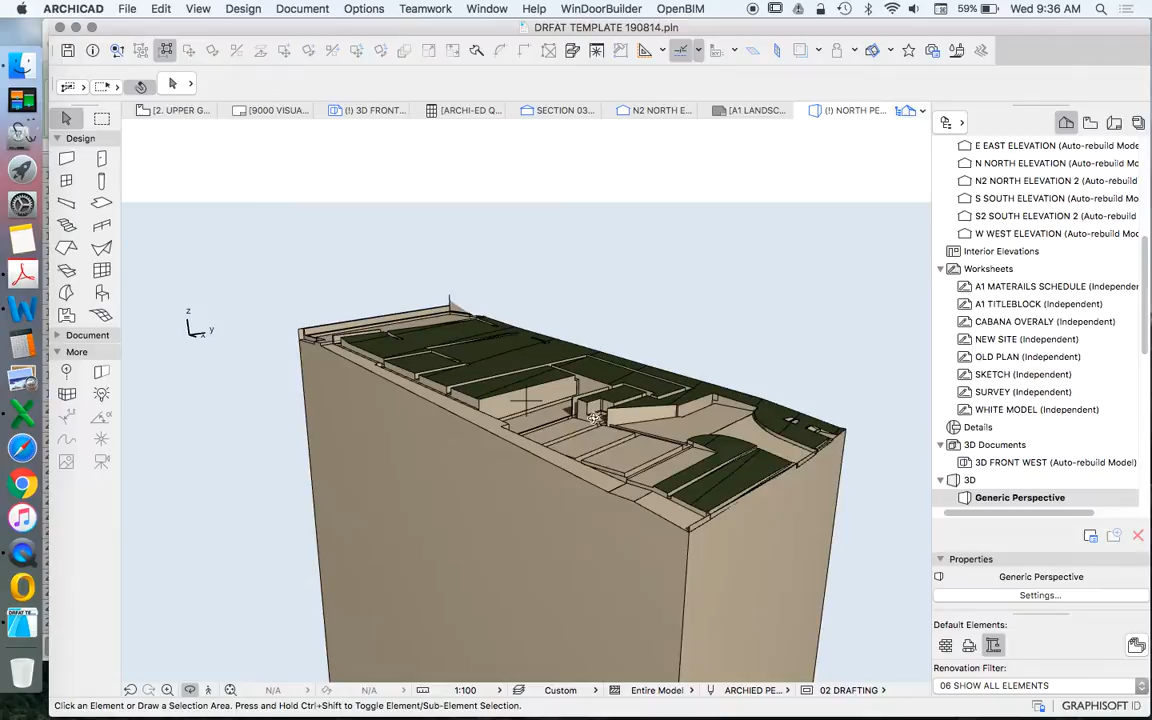 ARCHICAD File Edit View Design Document Options Teamwork Window Help WinDoorBuilder OpenBIM 59% Wed 9:36 AM
DRFAT TEMPLATE 190814.pln
[2. UPPER G... [9000 VISUA... (!) 3D FRONT... [ARCHI-ED Q... SECTION 03... N2 NORTH E... [A1 LANDSC... (!) NORTH PE...
Design
Document
More
z
y
x
E EAST ELEVATION (Auto-rebuild Mode
N NORTH ELEVATION (Auto-rebuild Mo
N2 NORTH ELEVATION 2 (Auto-rebuild
S SOUTH ELEVATION (Auto-rebuild Mo
S2 SOUTH ELEVATION 2 (Auto-rebuild
W WEST ELEVATION (Auto-rebuild Mod
Interior Elevations
Worksheets
A1 MATERAILS SCHEDULE (Independer
A1 TITLEBLOCK (Independent)
CABANA OVERALY (Independent)
NEW SITE (Independent)
OLD PLAN (Independent)
SKETCH (Independent)
SURVEY (Independent)
WHITE MODEL (Independent)
Details
3D Documents
3D FRONT WEST (Auto-rebuild Model)
3D
Generic Perspective
Properties
Generic Perspective
Settings...
Default Elements:
Renovation Filter:
06 SHOW ALL ELEMENTS
N/A N/A 1:100 Custom Entire Model ARCHIED PE... 02 DRAFTING
Click an Element or Draw a Selection Area. Press and Hold Ctrl+Shift to Toggle Element/Sub-Element Selection.
GRAPHISOFT ID